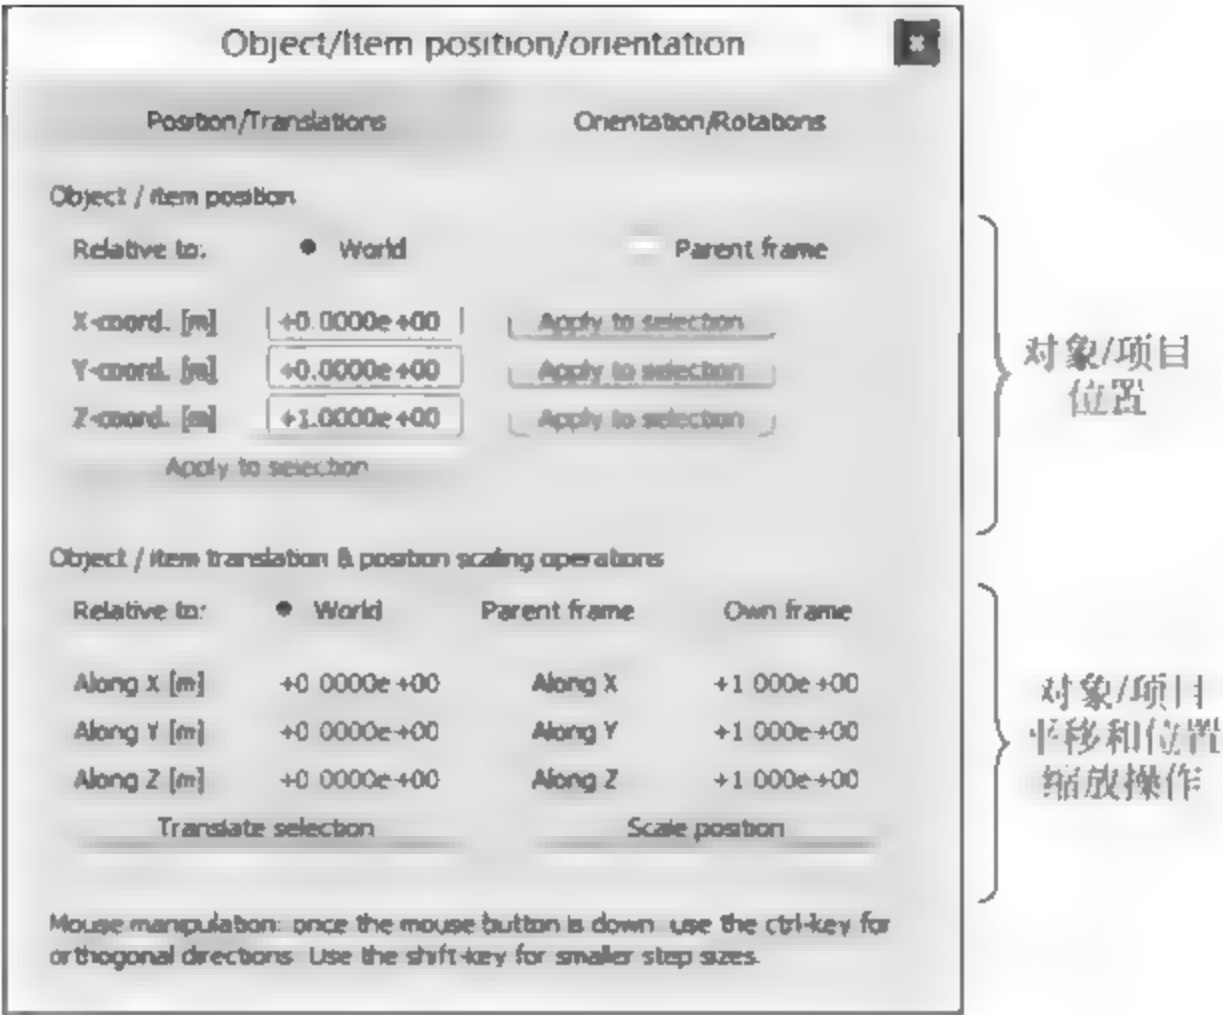 Object/Item position/orientation
Position/Translations Orientation/Rotations
Object / item position
Relative to: World Parent frame
X-coord. [m] +0.0000e+00 Apply to selection
Y-coord. [m] +0.0000e+00 Apply to selection
Z-coord. [m] +1.0000e+00 Apply to selection
Apply to selection
对象/项目
位置
Object / item translation & position scaling operations
Relative to: World Parent frame Own frame
Along X [m] +0.0000e+00 Along X +1.000e+00
Along Y [m] +0.0000e+00 Along Y +1.000e+00
Along Z [m] +0.0000e+00 Along Z +1.000e+00
Translate selection Scale position
对象/项目
平移和位置
缩放操作
Mouse manipulation: once the mouse button is down use the ctrl-key for
orthogonal directions. Use the shift-key for smaller step sizes.